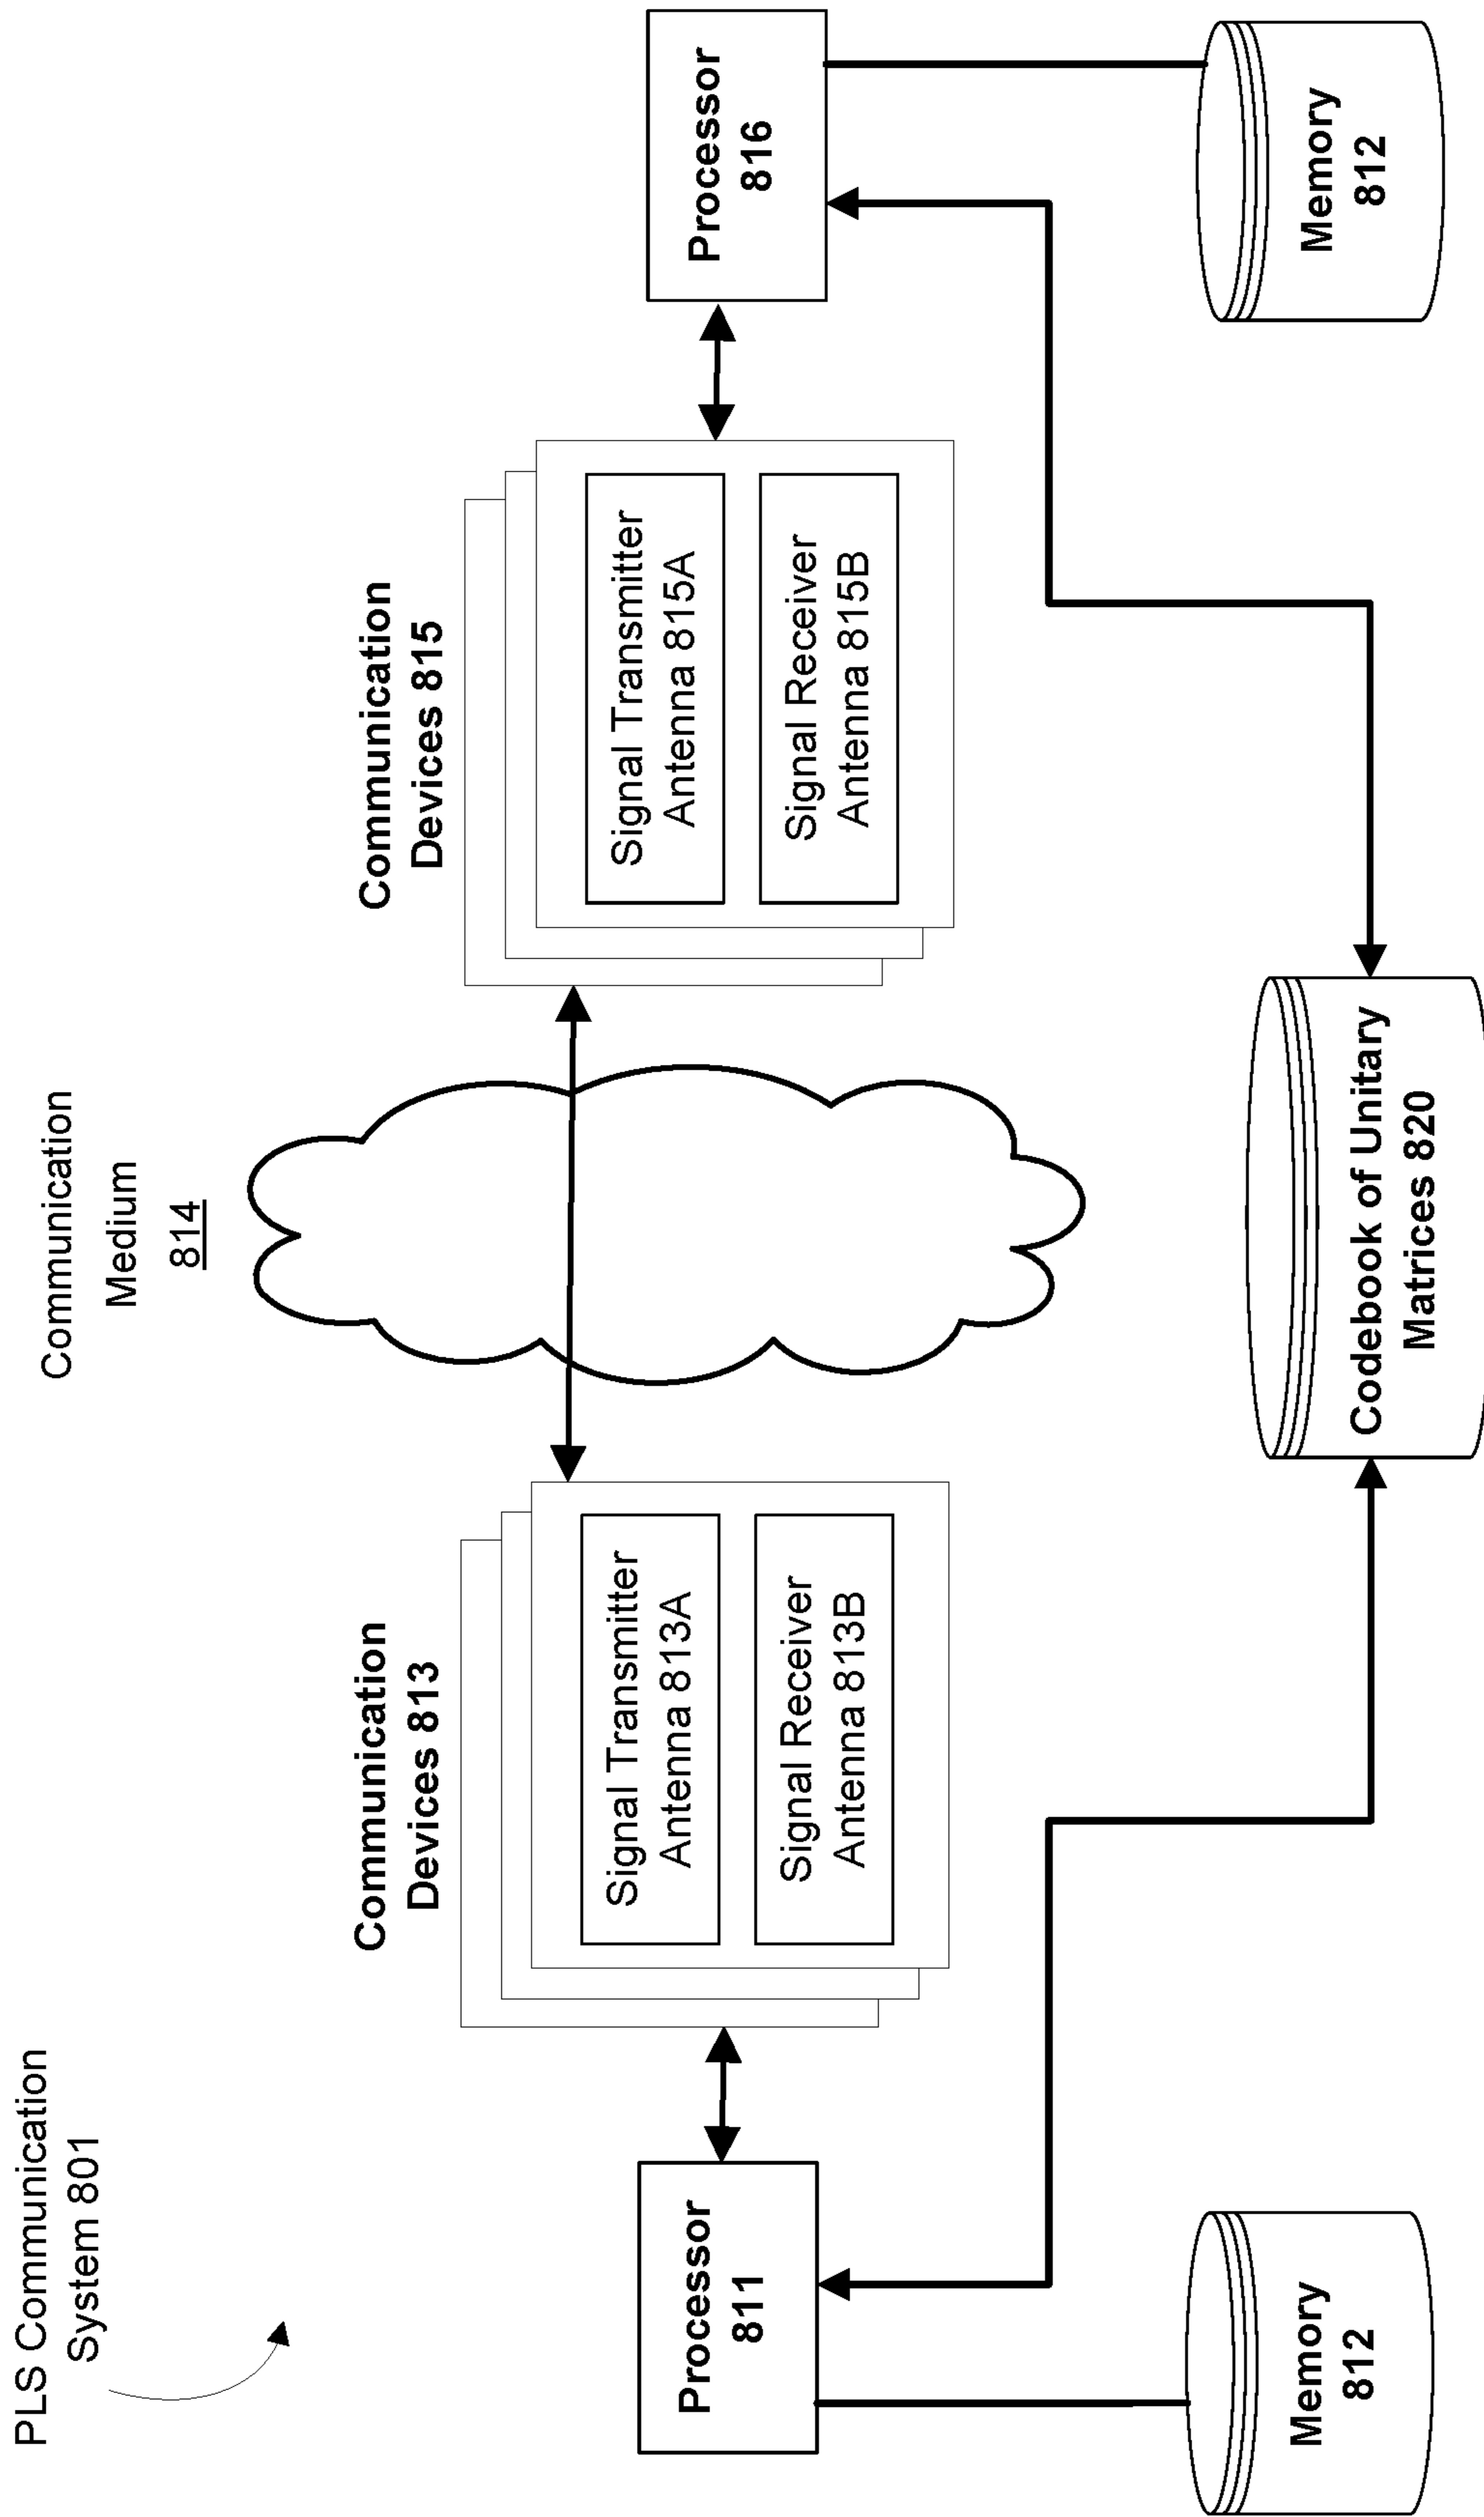 PLS Communication
System 801
Communication
Medium
814
Communication
Devices 813
Communication
Devices 815
Processor
811
Signal Transmitter
Antenna 813A
Signal Receiver
Antenna 813B
Signal Transmitter
Antenna 815A
Signal Receiver
Antenna 815B
Processor
816
Memory
812
Codebook of Unitary
Matrices 820
Memory
812